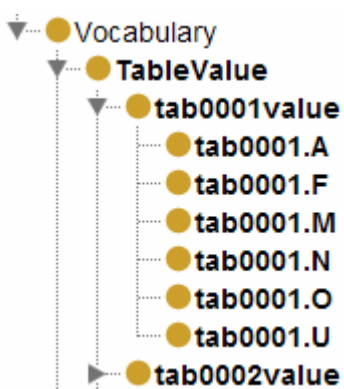 Vocabulary
TableValue
tab0001value
tab0001.A
tab0001.F
tab0001.M
tab0001.N
tab0001.O
tab0001.U
tab0002value